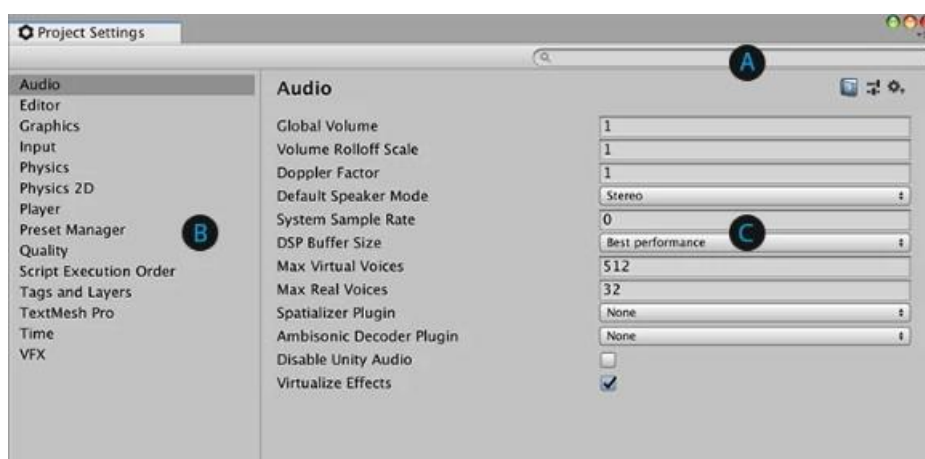 Project Settings
A
Audio
Editor
Graphics
Input
Physics
Physics 2D
Player
Preset Manager
Quality
Script Execution Order
Tags and Layers
TextMesh Pro
Time
VFX
B
Audio
Global Volume 1
Volume Rolloff Scale 1
Doppler Factor 1
Default Speaker Mode Stereo
System Sample Rate 0
DSP Buffer Size Best performance
C
Max Virtual Voices 512
Max Real Voices 32
Spatializer Plugin None
Ambisonic Decoder Plugin None
Disable Unity Audio
Virtualize Effects